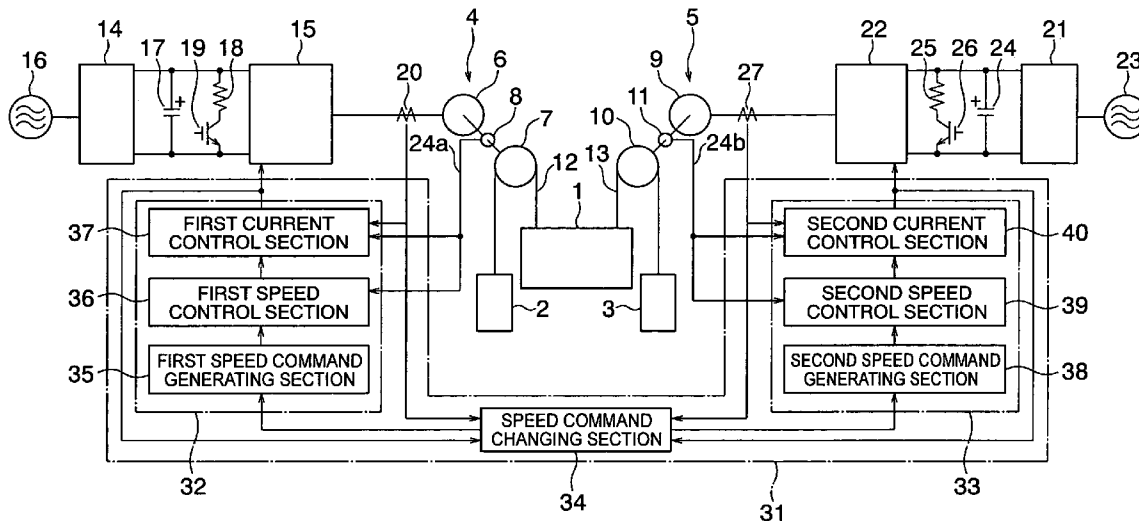 4 5
14 17 19 18 15 6 9 22 25 26 24 21
16 20 8 7 11 10 27 23
+ +
24a 12 13 24b
1
37 FIRST CURRENT
CONTROL SECTION
SECOND CURRENT
CONTROL SECTION 40
36 FIRST SPEED
CONTROL SECTION
2 3
SECOND SPEED
CONTROL SECTION 39
35 FIRST SPEED COMMAND
GENERATING SECTION
SECOND SPEED COMMAND
GENERATING SECTION 38
SPEED COMMAND
CHANGING SECTION
32 34 31 33